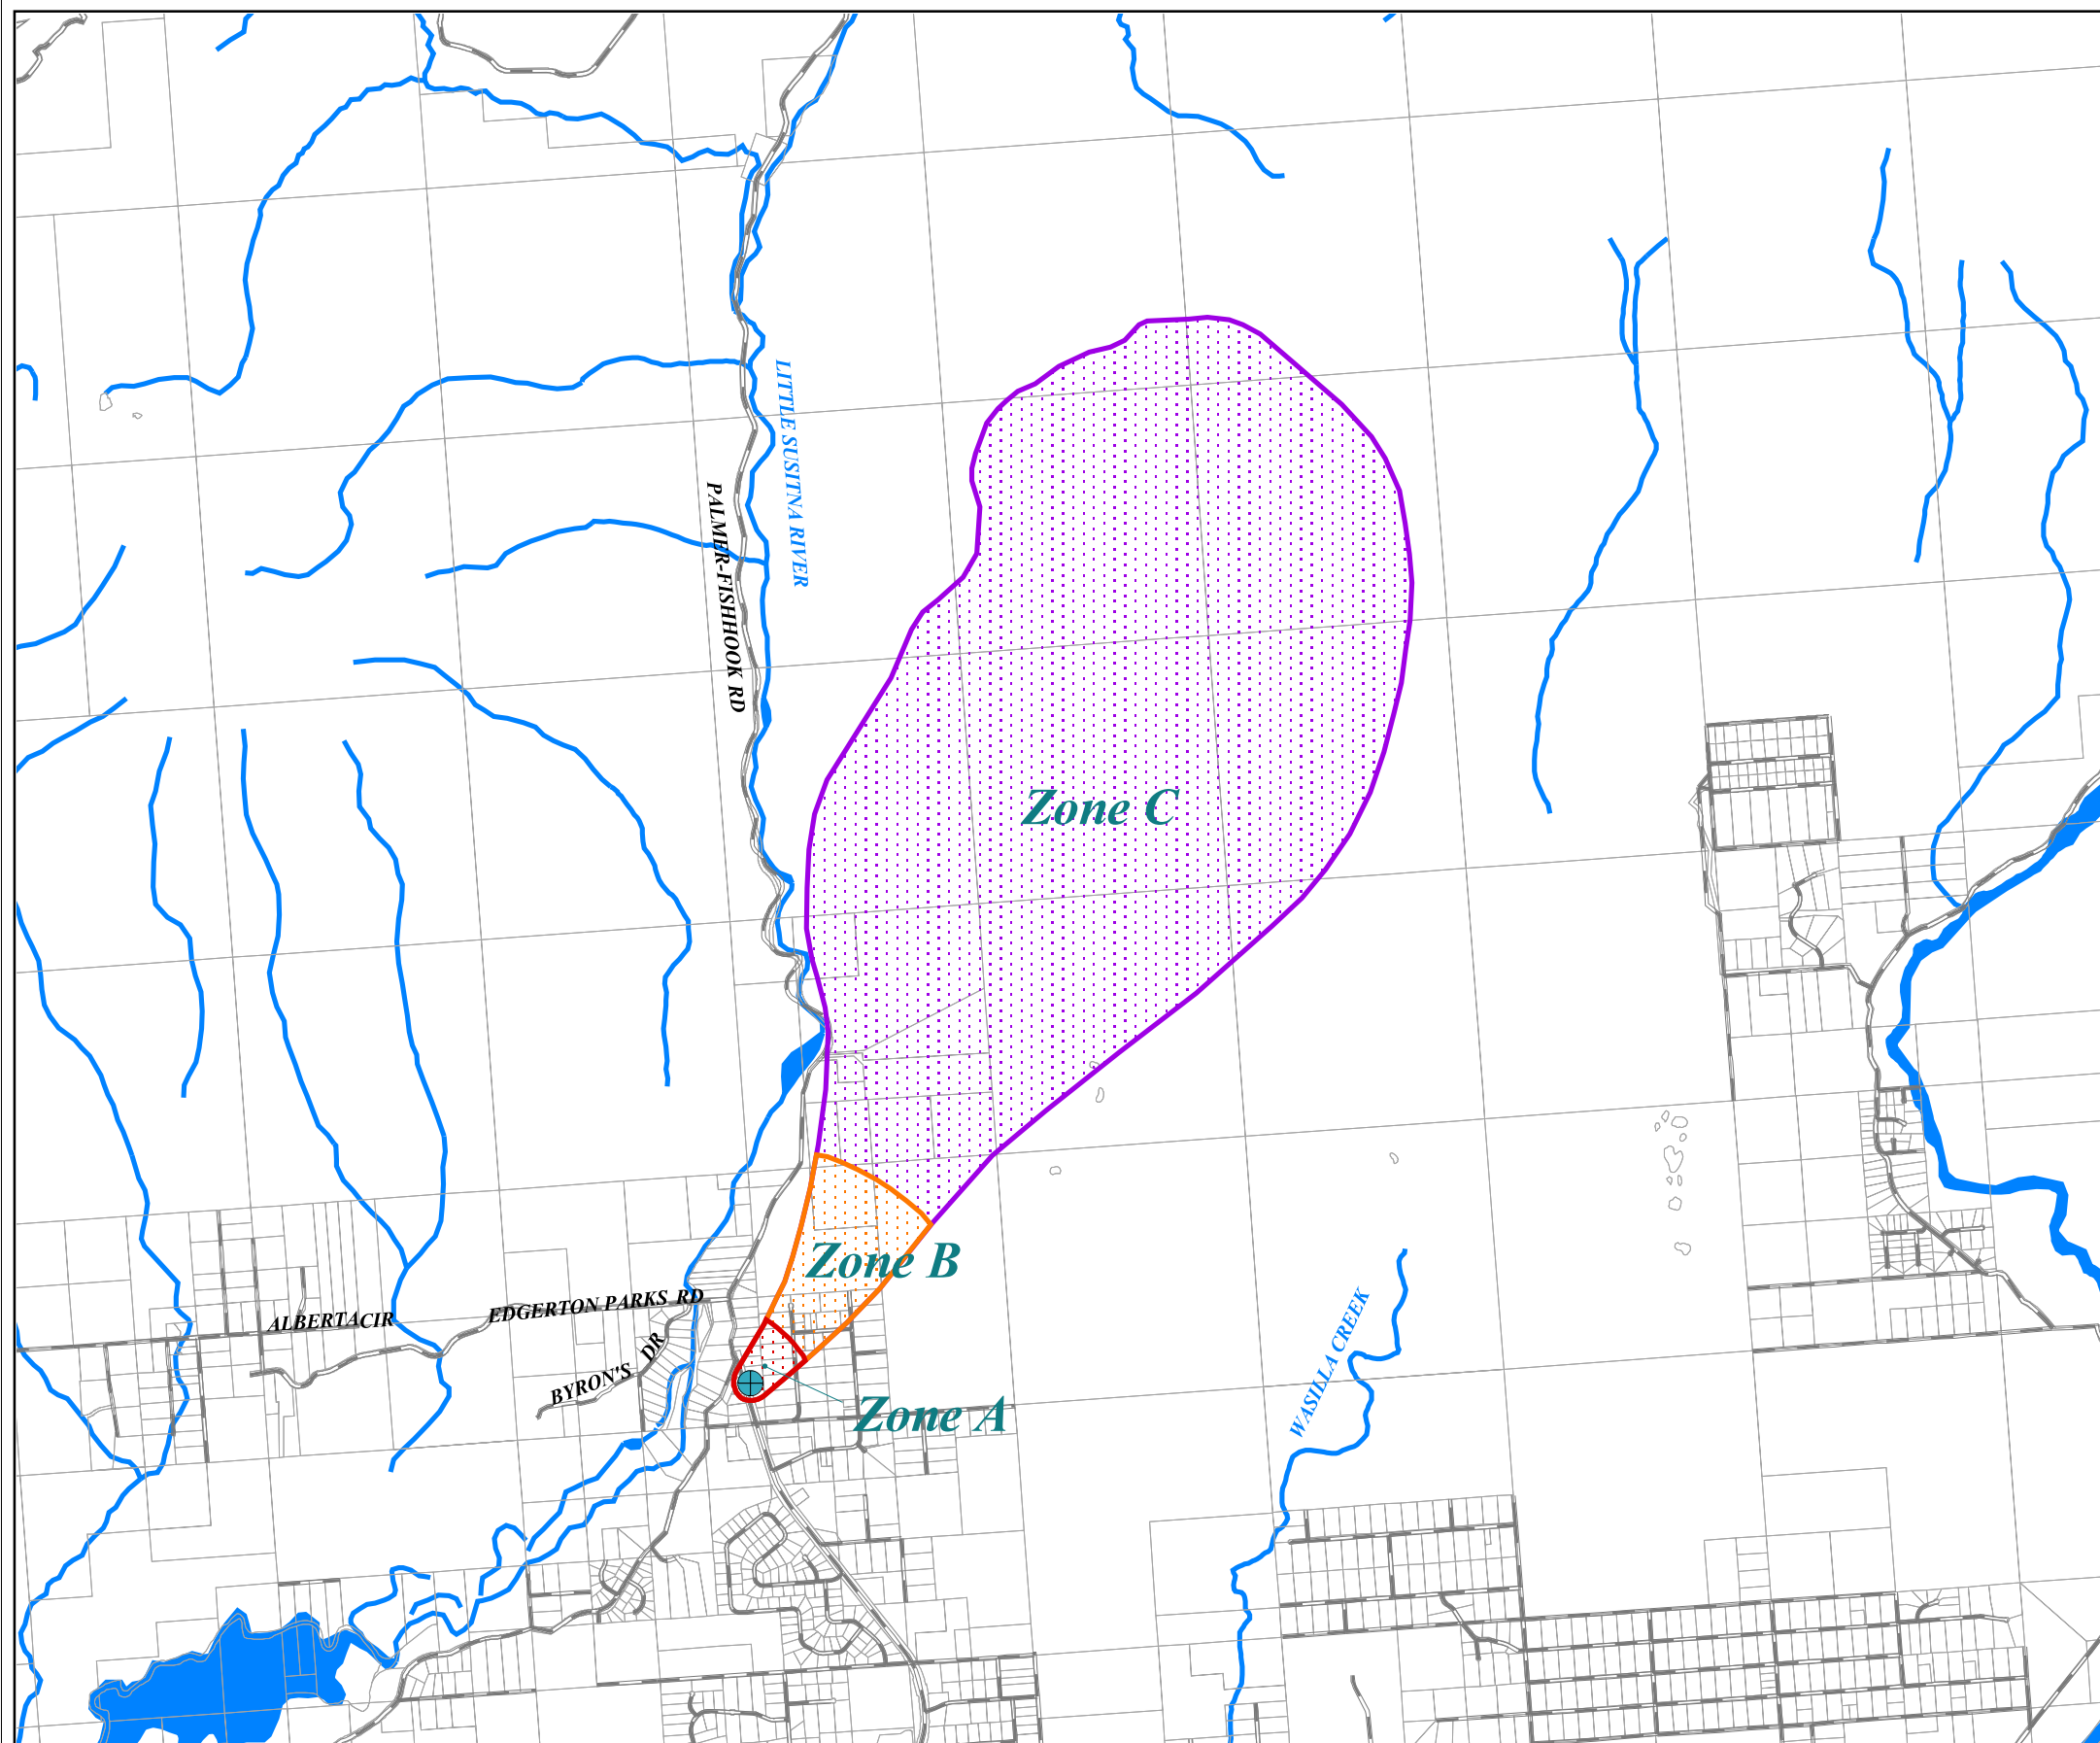 LITTLE SUSITNA RIVER
PALMER-FISHHOOK RD
Zone C
Zone B
EDGERTON PARKS RD
ALBERTACIR
BYRON'S DR
WASILLA CREEK
Zone A